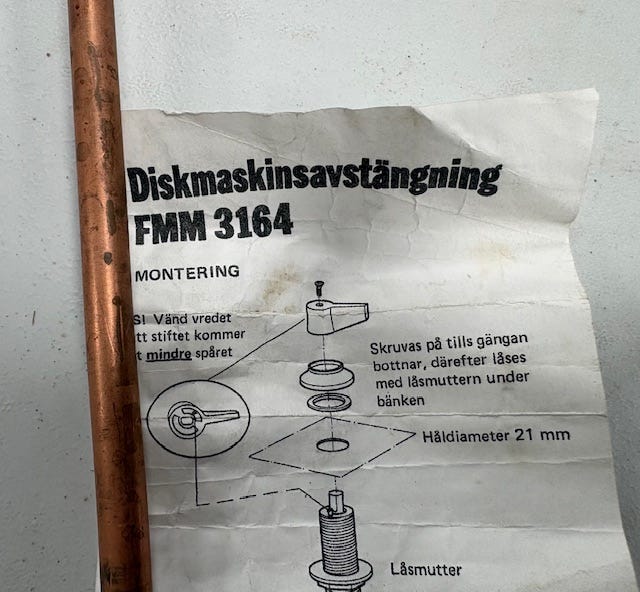 Diskmaskinsavstängning
FMM 3164
MONTERING
S! Vänd vredet
tt stiftet kommer
t mindre spåret
Skruvas på tills gängan
bottnar, därefter låses
med låsmuttern under
bänken
Håldiameter 21 mm
Låsmutter